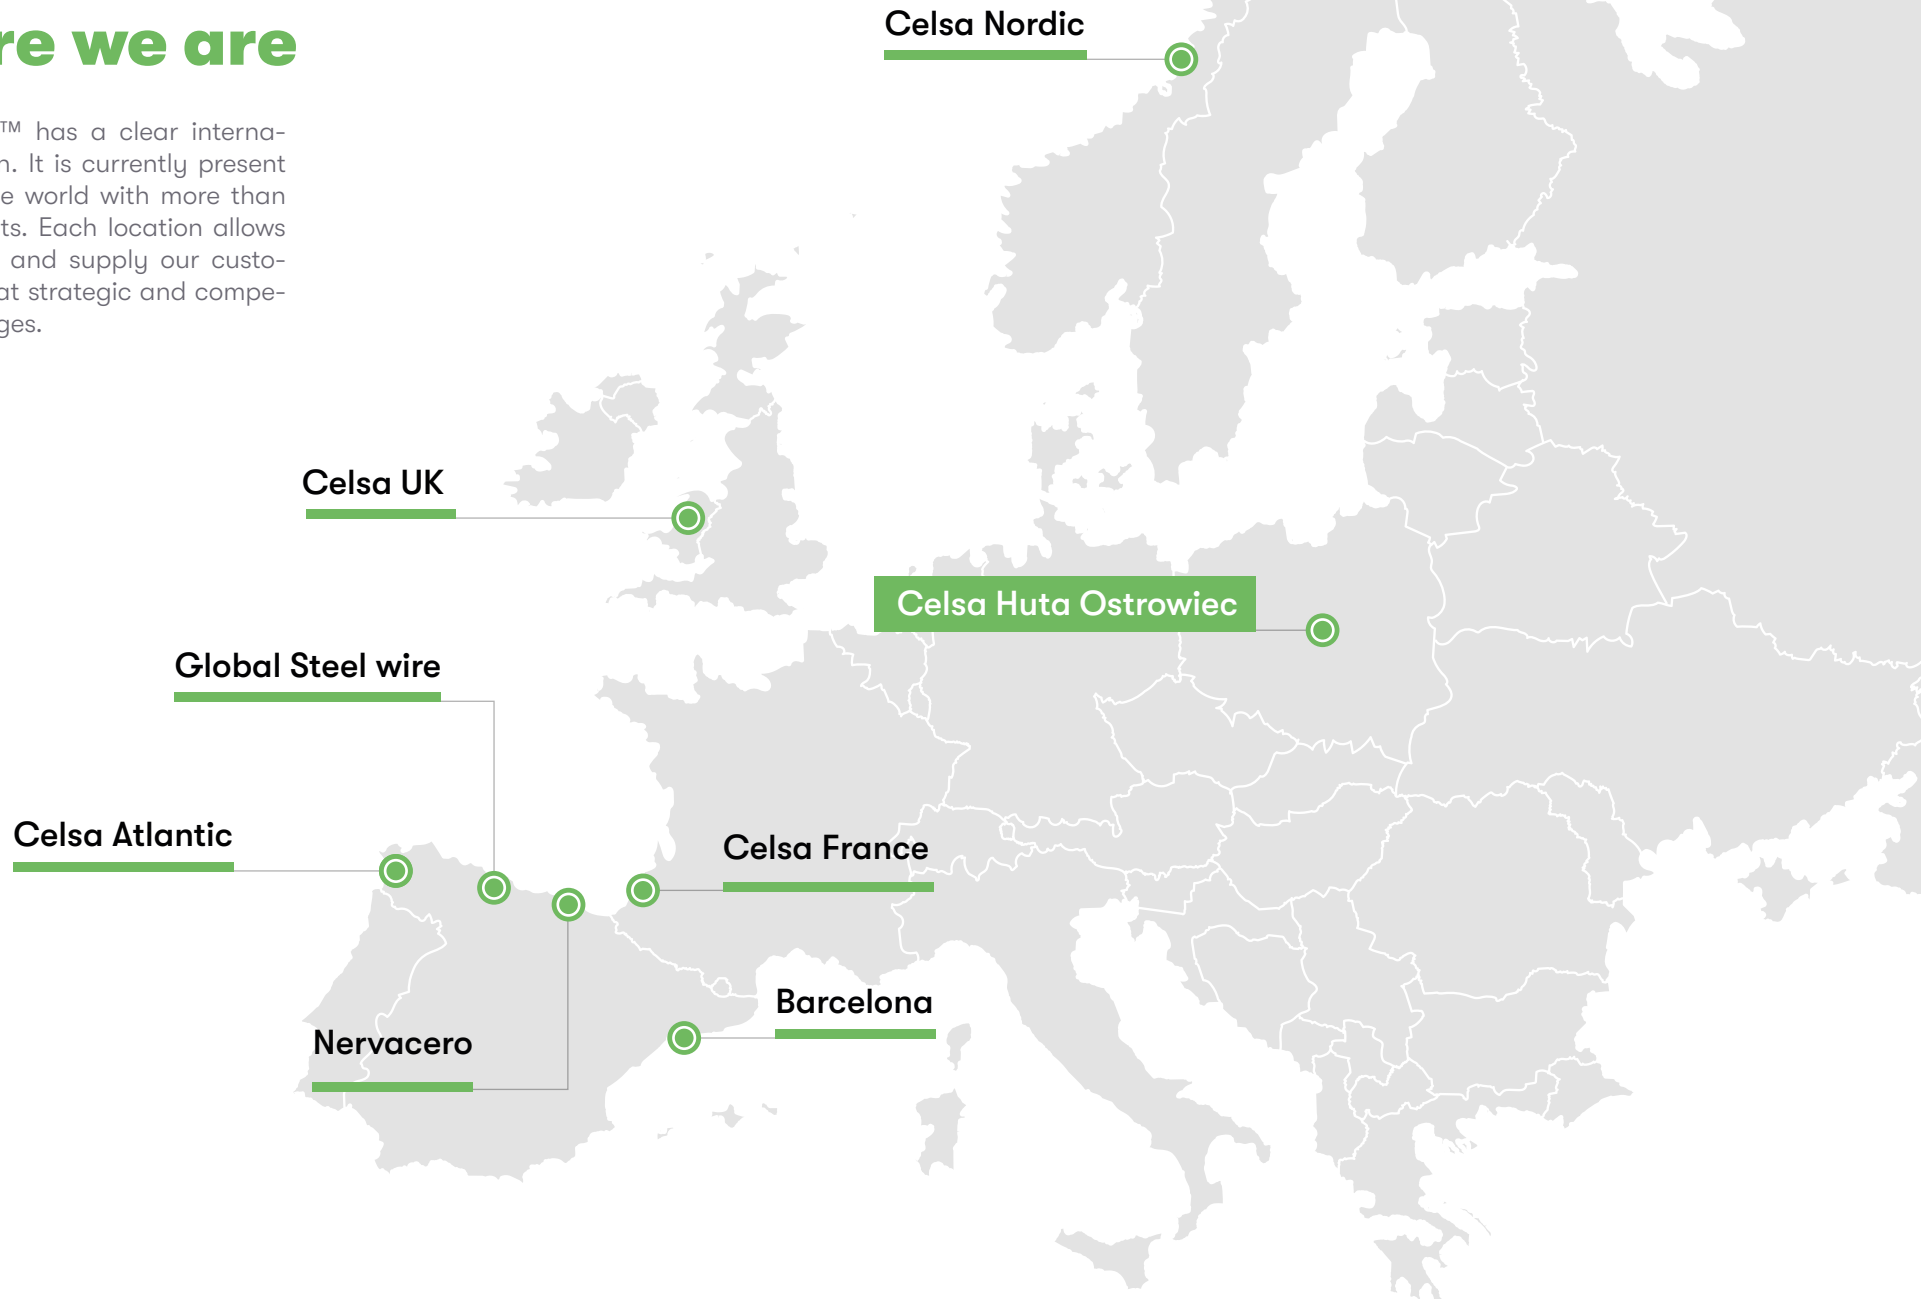 re we are
™ has a clear interna-
n. It is currently present
e world with more than
ts. Each location allows
and supply our custo-
at strategic and compe-
ges.
Celsa Nordic
Celsa UK
Celsa Huta Ostrowiec
Global Steel wire
Celsa Atlantic
Celsa France
Barcelona
Nervacero